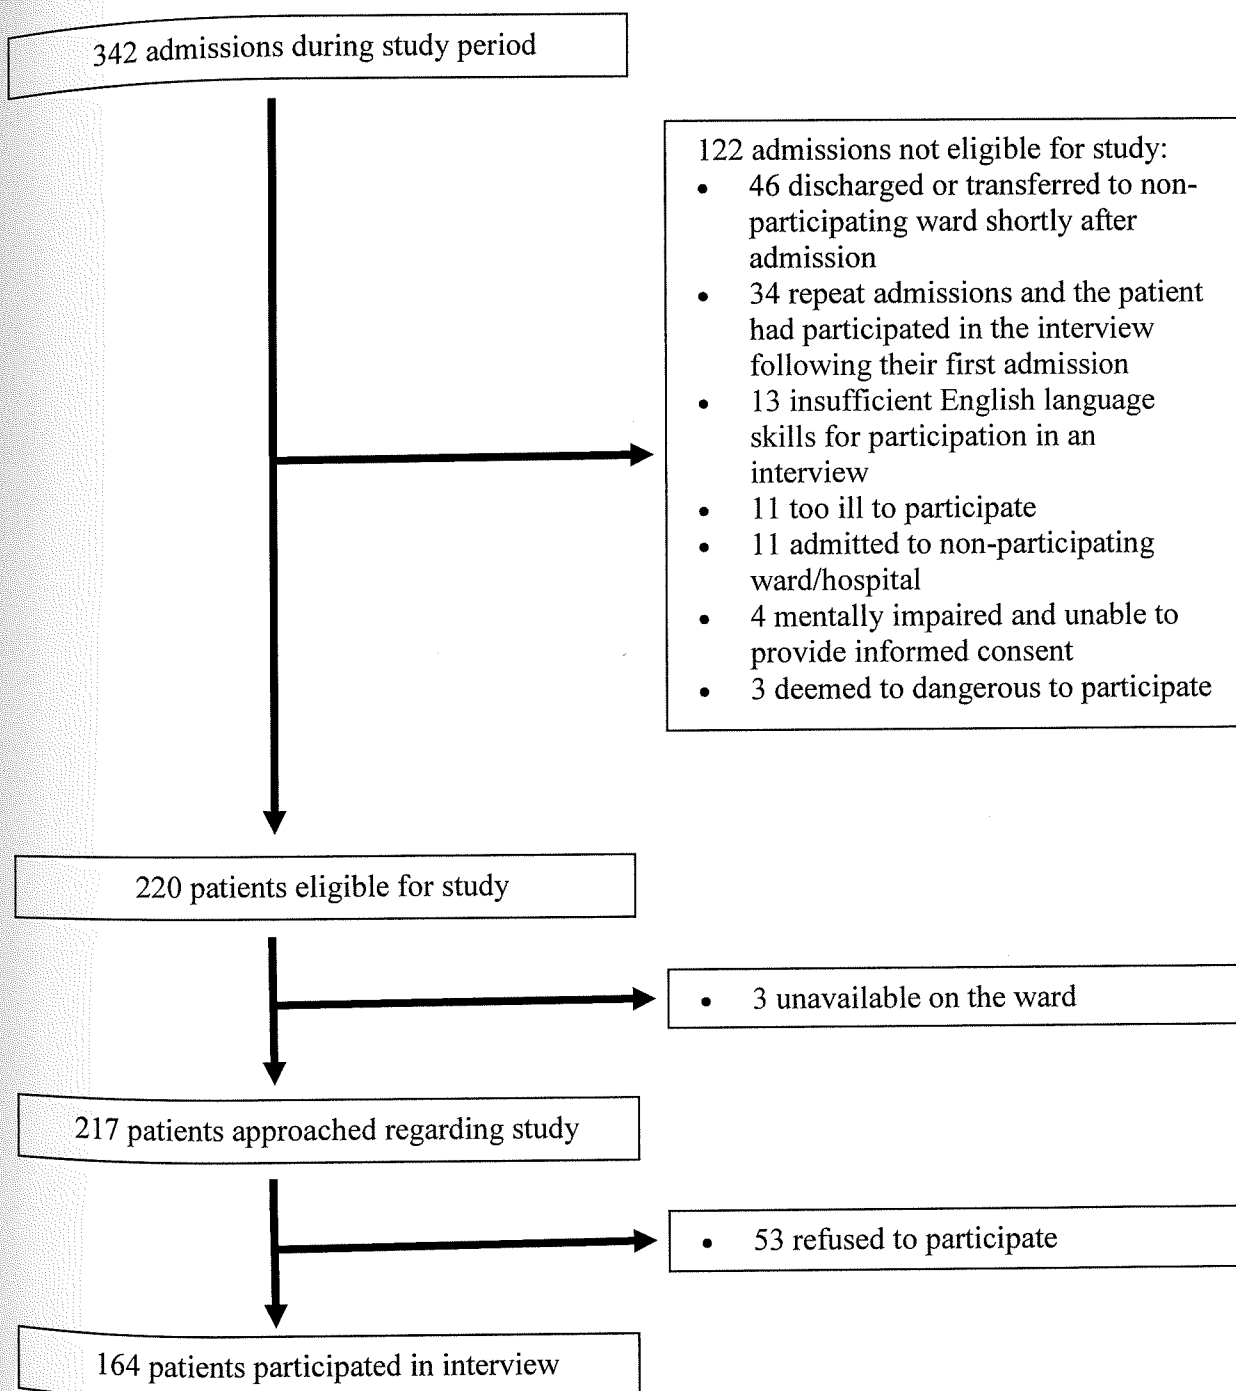 342 admissions during study period
122 admissions not eligible for study:
• 46 discharged or transferred to non-
participating ward shortly after
admission
• 34 repeat admissions and the patient
had participated in the interview
following their first admission
• 13 insufficient English language
skills for participation in an
interview
• 11 too ill to participate
• 11 admitted to non-participating
ward/hospital
• 4 mentally impaired and unable to
provide informed consent
• 3 deemed to dangerous to participate
220 patients eligible for study
• 3 unavailable on the ward
217 patients approached regarding study
• 53 refused to participate
164 patients participated in interview